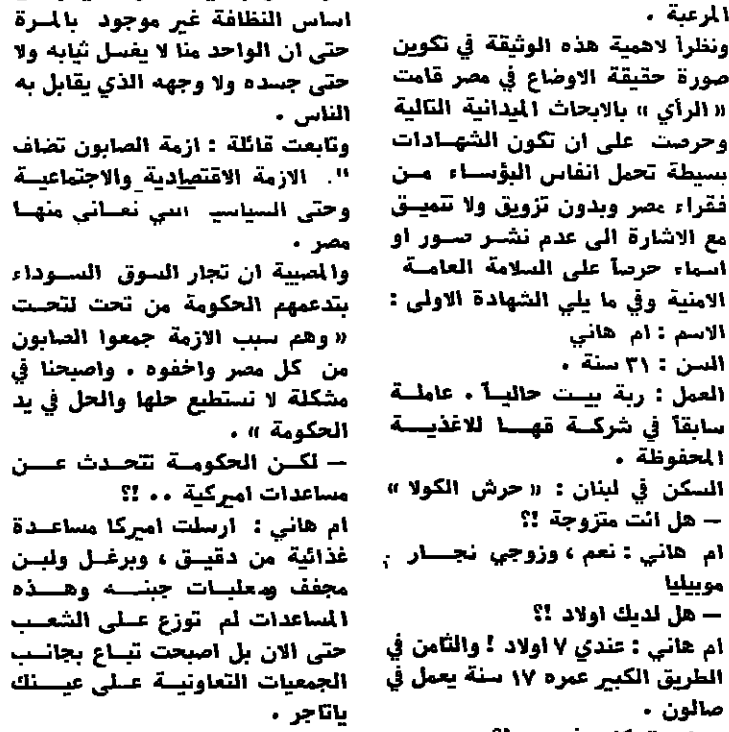 المرعبة .
ونظراً لاهمية هذه الوثيقة في تكوين
صورة حقيقة الاوضاع في مصر قامت
« الرأي » بالابحاث الميدانية التالية
وحرصت على ان تكون الشهادات
بسيطة تحمل انفاس البؤساء من
فقراء مصر وبدون تزويق ولا تنميق
مع الاشارة الى عدم نشر صور او
اسماء حرصاً على السلامة العامة
الامنية وفي ما يلي الشهادة الاولى :
الاسم : ام هاني
السن : ٣١ سنة .
العمل : ربة بيت حالياً . عاملة
سابقاً في شركة قها للاغذية
المحفوظة .
السكن في لبنان : « حرش الكولا »
— هل انت متزوجة !؟
ام هاني : نعم ، وزوجي نجار
موبيليا
— هل لديك اولاد !؟
ام هاني : عندي ٧ اولاد ! والثامن في
الطريق الكبير عمره ١٧ سنة يعمل في
صالون .
اساس النظافة غير موجود بالمرة
حتى ان الواحد منا لا يغسل ثيابه ولا
حتى جسده ولا وجهه الذي يقابل به
الناس .
وتابعت قائلة : ازمة الصابون تضاف
". الازمة الاقتصادية والاجتماعية
وحتى السياسي التي نعاني منها
مصر .
والمصيبة ان تجار السوق السوداء
بتدعمهم الحكومة من تحت لتحت
« وهم سبب الازمة جمعوا الصابون
من كل مصر واخفوه . واصبحنا في
مشكلة لا نستطيع حلها والحل في يد
الحكومة » .
— لكن الحكومة تتحدث عن
مساعدات اميركية .. !؟
ام هاني : ارسلت اميركا مساعدة
غذائية من دقيق ، وبرغل ولبن
مجفف ومعلبات جبنه وهذه
المساعدات لم توزع على الشعب
حتى الان بل اصبحت تباع بجانب
الجمعيات التعاونية على عينك
ياتاجر .